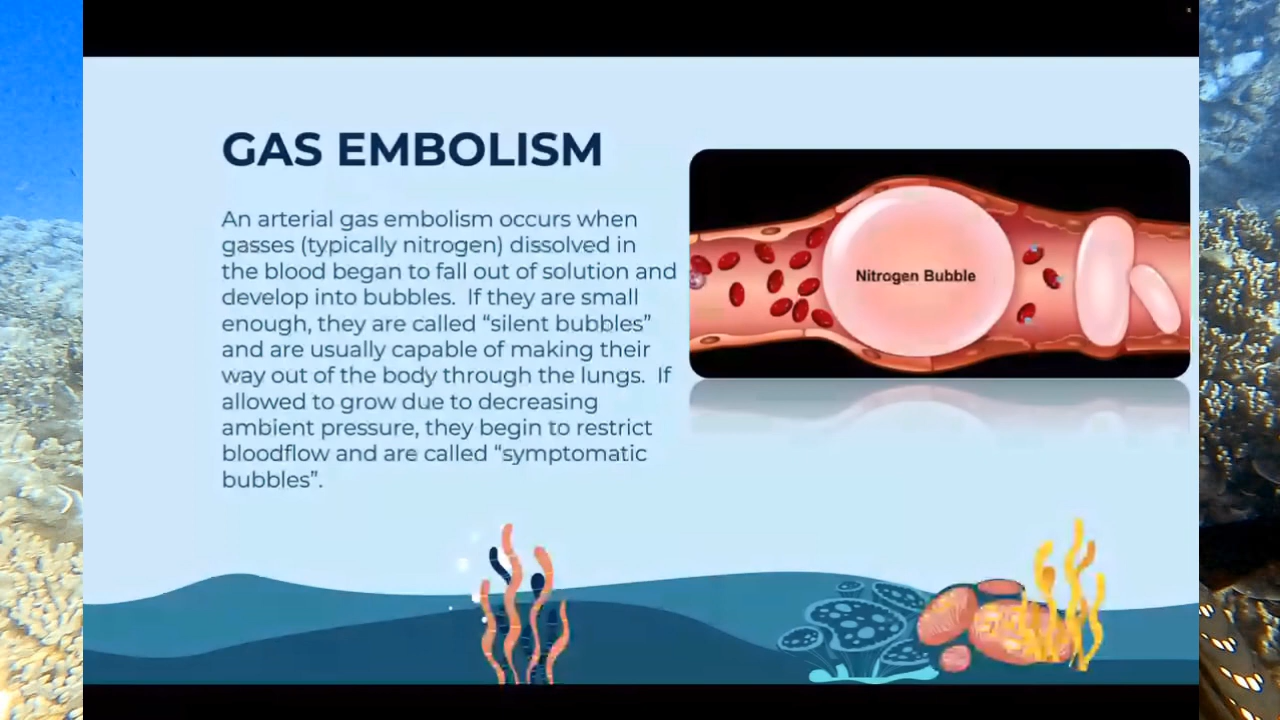 GAS EMBOLISM
An arterial gas embolism occurs when
gasses (typically nitrogen) dissolved in
the blood began to fall out of solution and
develop into bubbles.  If they are small
enough, they are called “silent bubbles”
and are usually capable of making their
way out of the body through the lungs.  If
allowed to grow due to decreasing
ambient pressure, they begin to restrict
bloodflow and are called “symptomatic
bubbles”.
Nitrogen Bubble